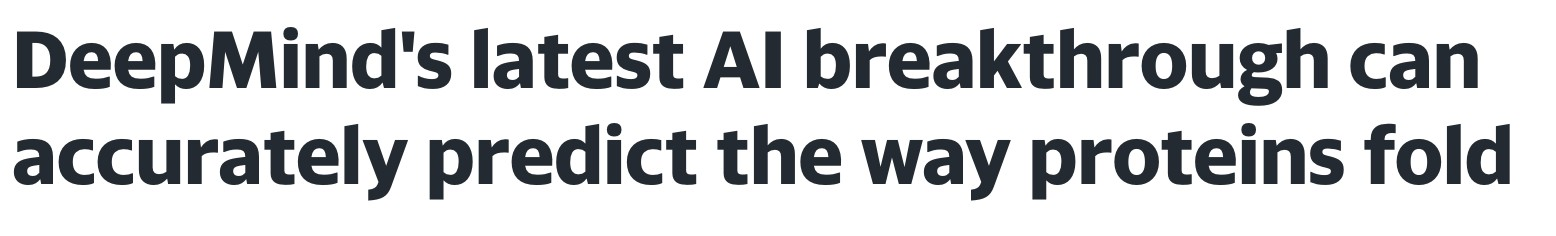 DeepMind's latest AI breakthrough can
accurately predict the way proteins fold